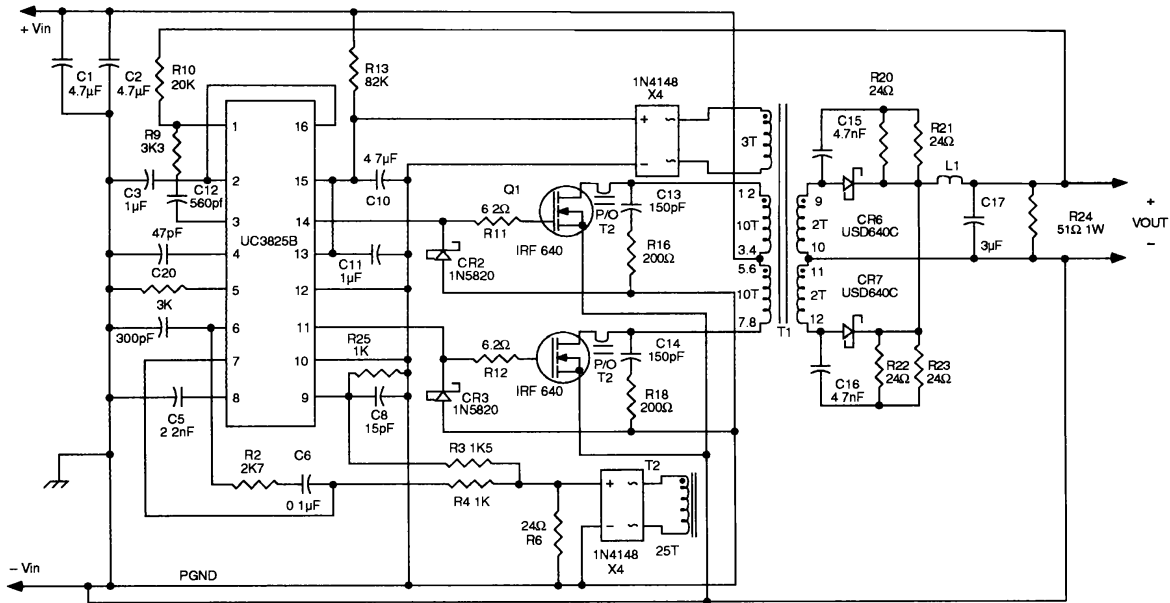 + Vin
C1
4.7µF
C2
4.7µF
R10
20K
R13
82K
R9
3K3
C3
1µF
C12
560pf
47pF
C20
3K
300pF
C5
2 2nF
1
2
3
4
5
6
7
8
UC3825B
16
15
14
13
12
11
10
9
4 7µF
C10
C11
1µF
R25
1K
C8
15pF
R2
2K7
C6
0 1µF
R3 1K5
R4 1K
24Ω
R6
CR2
1N5820
CR3
1N5820
6 2Ω
R11
6.2Ω
R12
Q1
IRF 640
IRF 640
P/O
T2
P/O
T2
C13
150pF
R16
200Ω
C14
150pF
R18
200Ω
1N4148
X4
+
−
~
~
3T
1 2
10T
3.4
5.6
10T
7.8
T1
9
2T
10
11
2T
12
C15
4.7nF
R20
24Ω
R21
24Ω
CR6
USD640C
CR7
USD640C
C16
4 7nF
R22
24Ω
R23
24Ω
L1
C17
3µF
R24
51Ω 1W
+
VOUT
−
T2
+
−
~
~
1N4148
X4
25T
− Vin
PGND